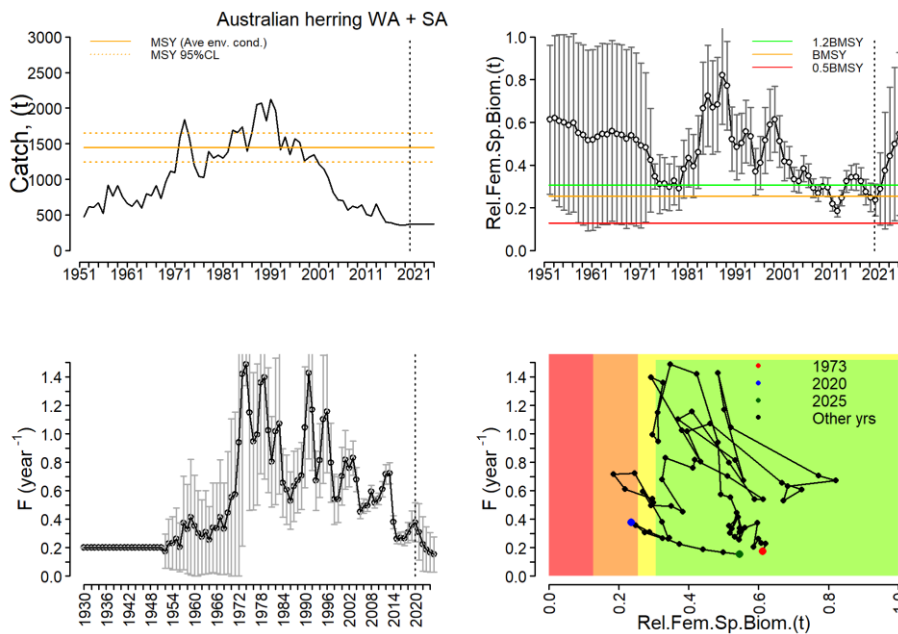 Australian herring WA + SA
Catch, (t)
3000
2500
2000
1500
1000
500
0
MSY (Ave env. cond.)
MSY 95%CL
1951 1961 1971 1981 1991 2001 2011 2021
Rel.Fem.Sp.Biom.(t)
1.0
0.8
0.6
0.4
0.2
0.0
1.2BMSY
BMSY
0.5BMSY
1951 1961 1971 1981 1991 2001 2011 2021
F (year⁻¹)
1.4
1.2
1.0
0.8
0.6
0.4
0.2
0.0
1930 1936 1942 1948 1954 1960 1966 1972 1978 1984 1990 1996 2002 2008 2014 2020
F (year⁻¹)
1.4
1.2
1.0
0.8
0.6
0.4
0.2
0.0
1973
2020
2025
Other yrs
0.0 0.2 0.4 0.6 0.8 1.0
Rel.Fem.Sp.Biom.(t)